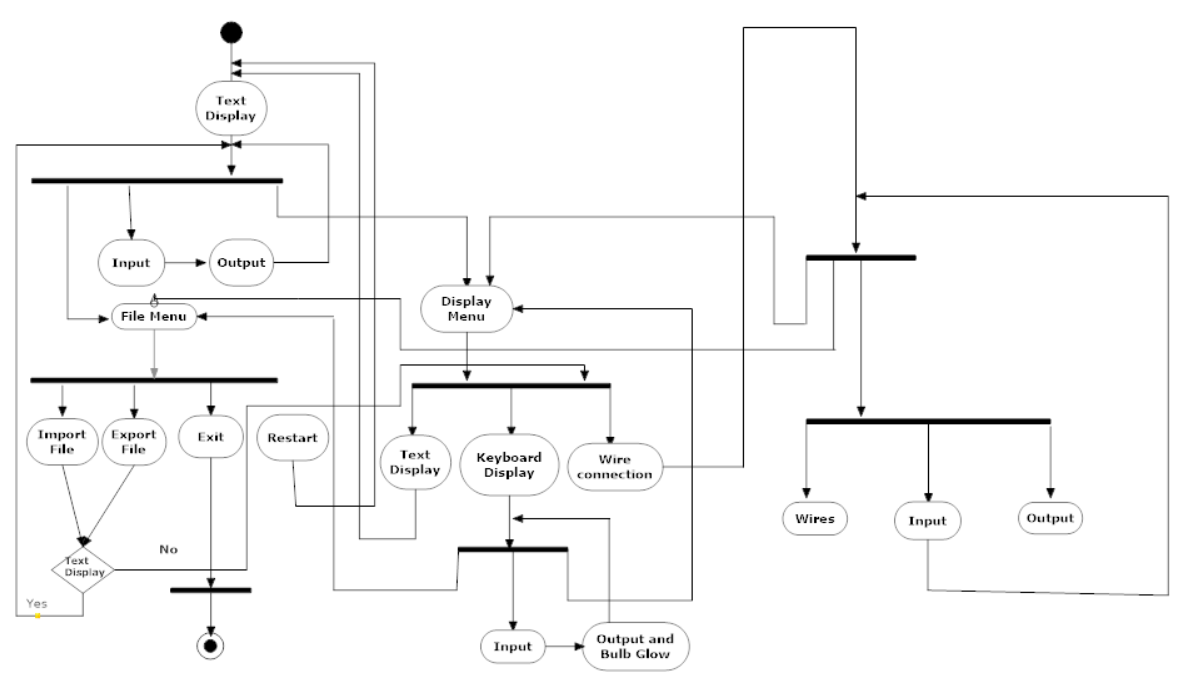 Text
Display
Input
Output
File Menu
Display
Menu
Import
File
Export
File
Exit
Restart
Text
Display
Keyboard
Display
Wire
connection
Wires
Input
Output
Text
Display
No
Yes
Input
Output and
Bulb Glow